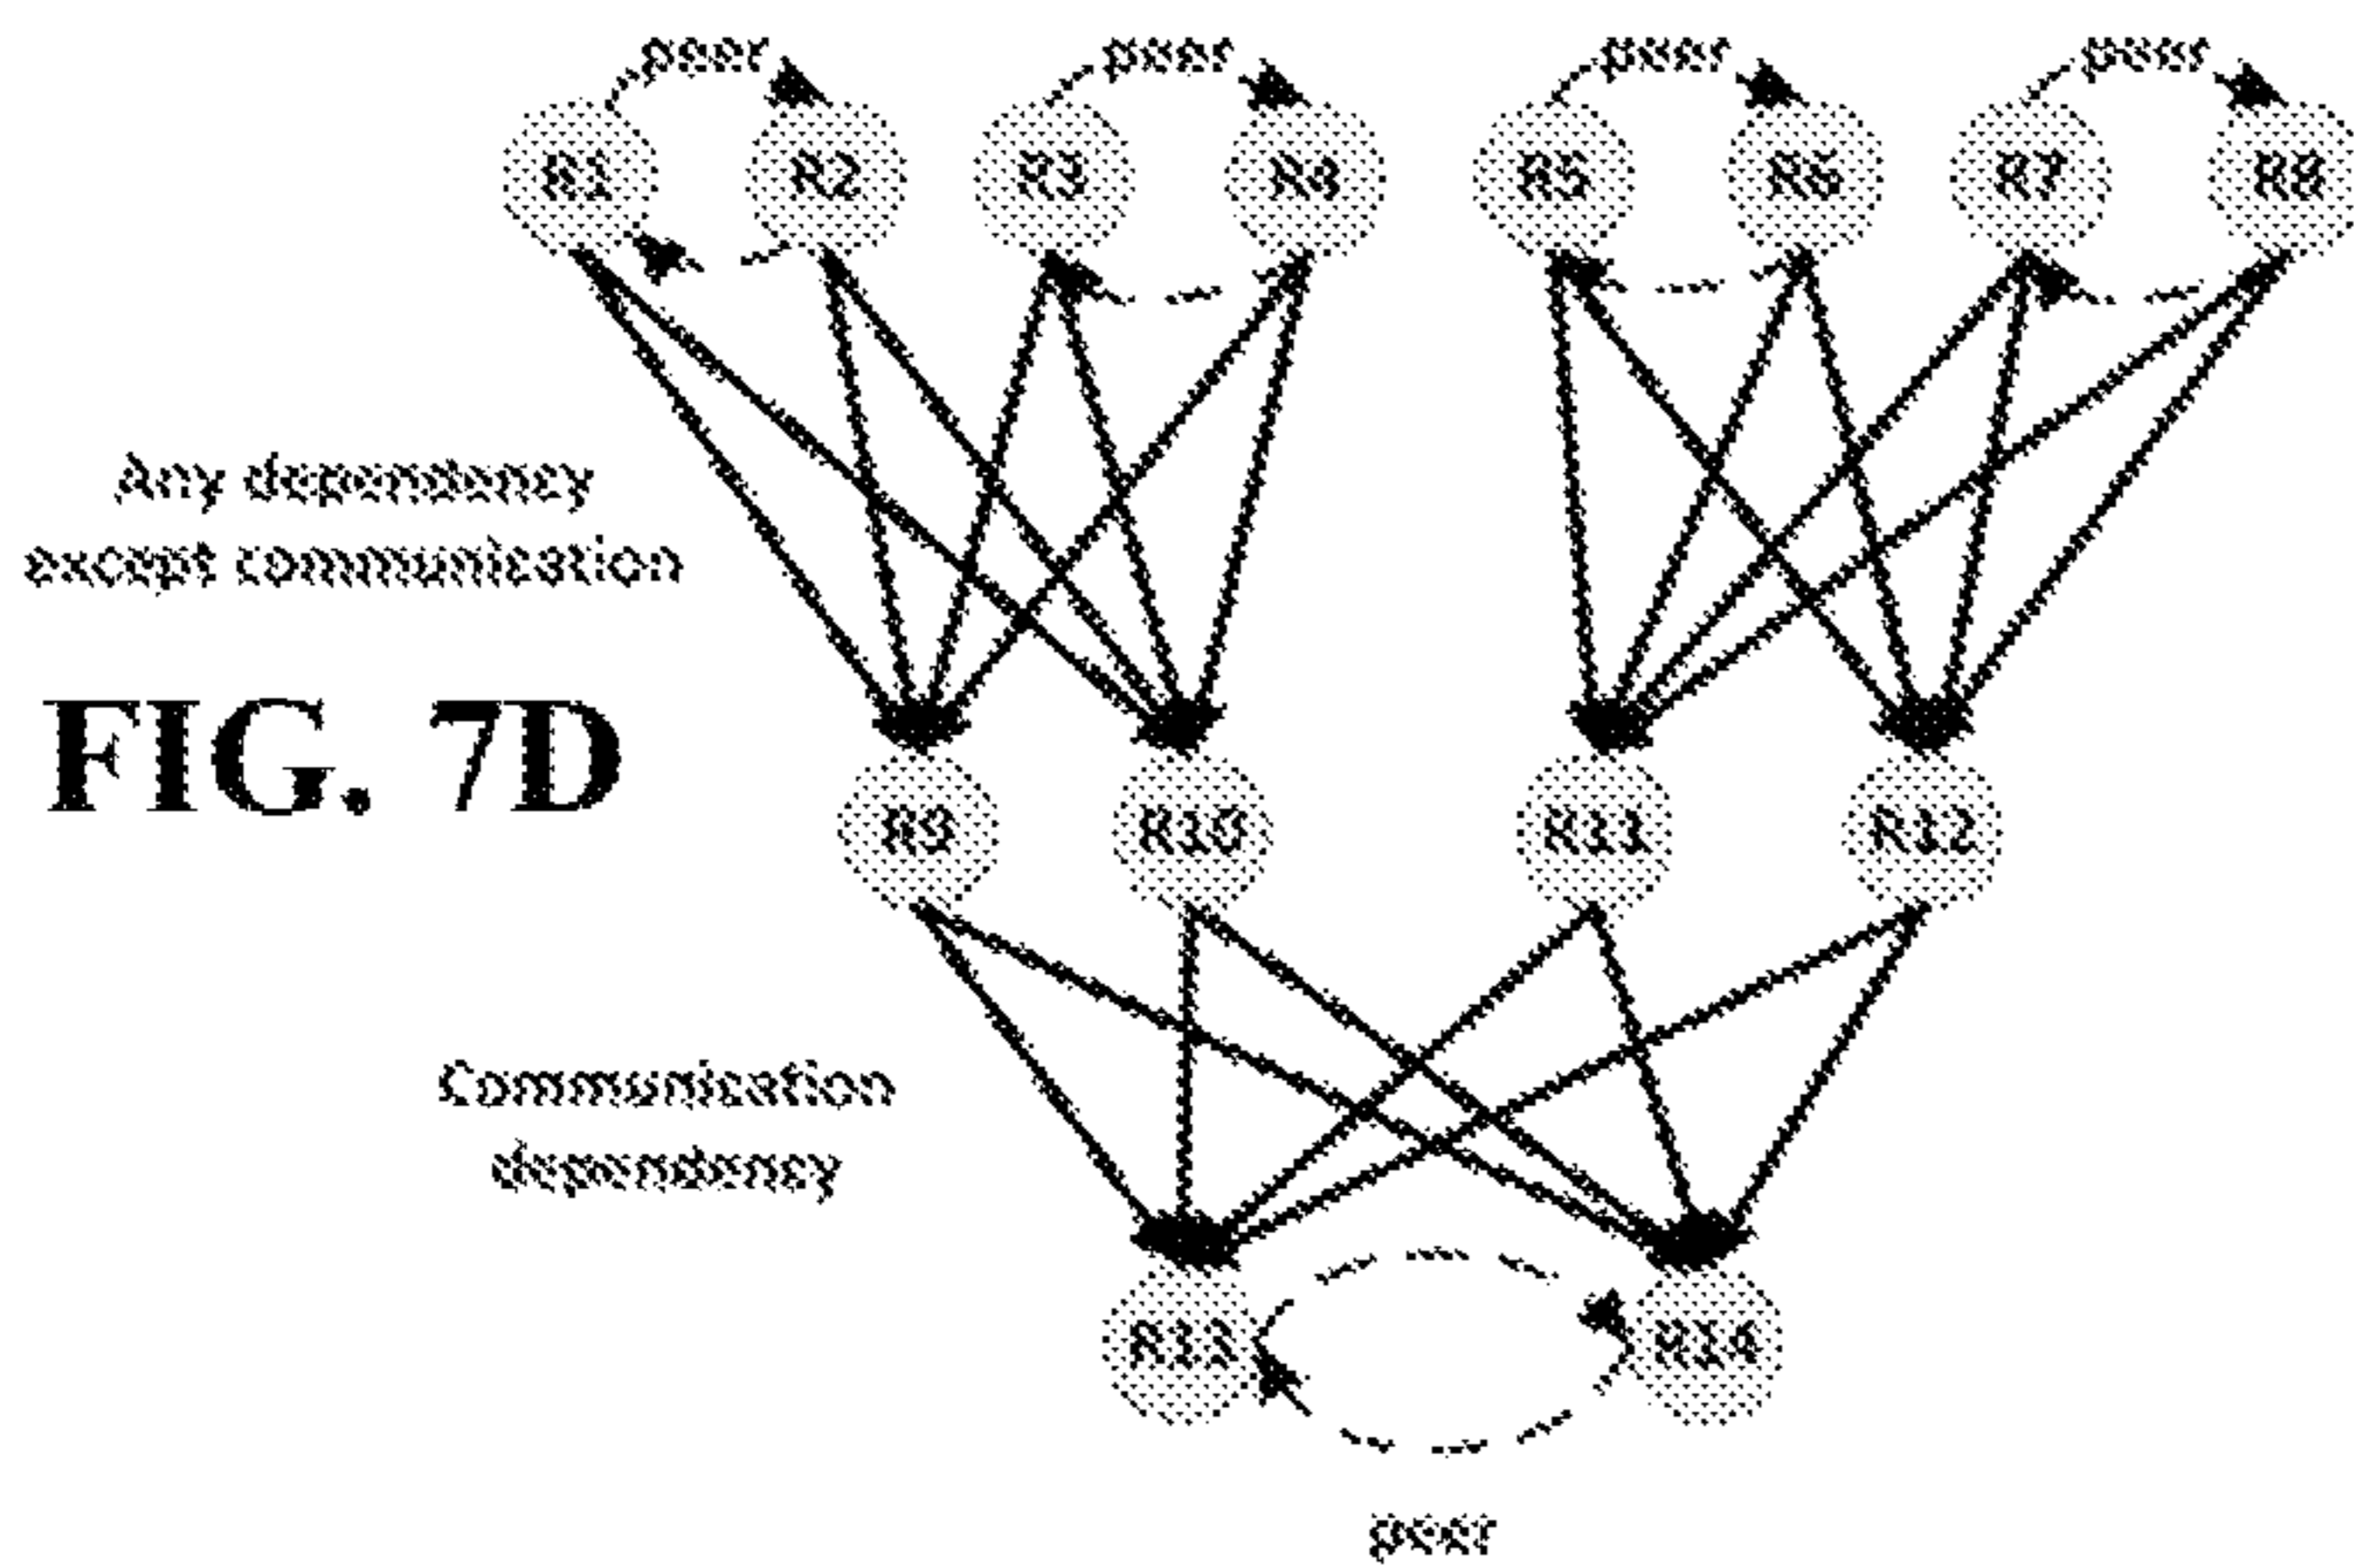 peer peer peer peer
R1 R2 R3 R4 R5 R6 R7 R8
Any dependency
except communication
FIG. 7D
R9 R10 R11 R12
Communication
dependency
R13 R14
peer